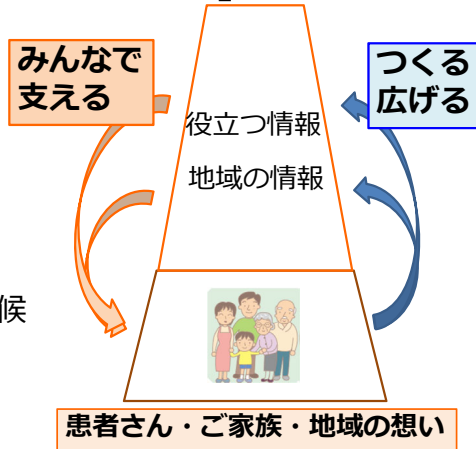 みんなで
支える
つくる
広げる
役立つ情報
地域の情報
候
患者さん・ご家族・地域の想い